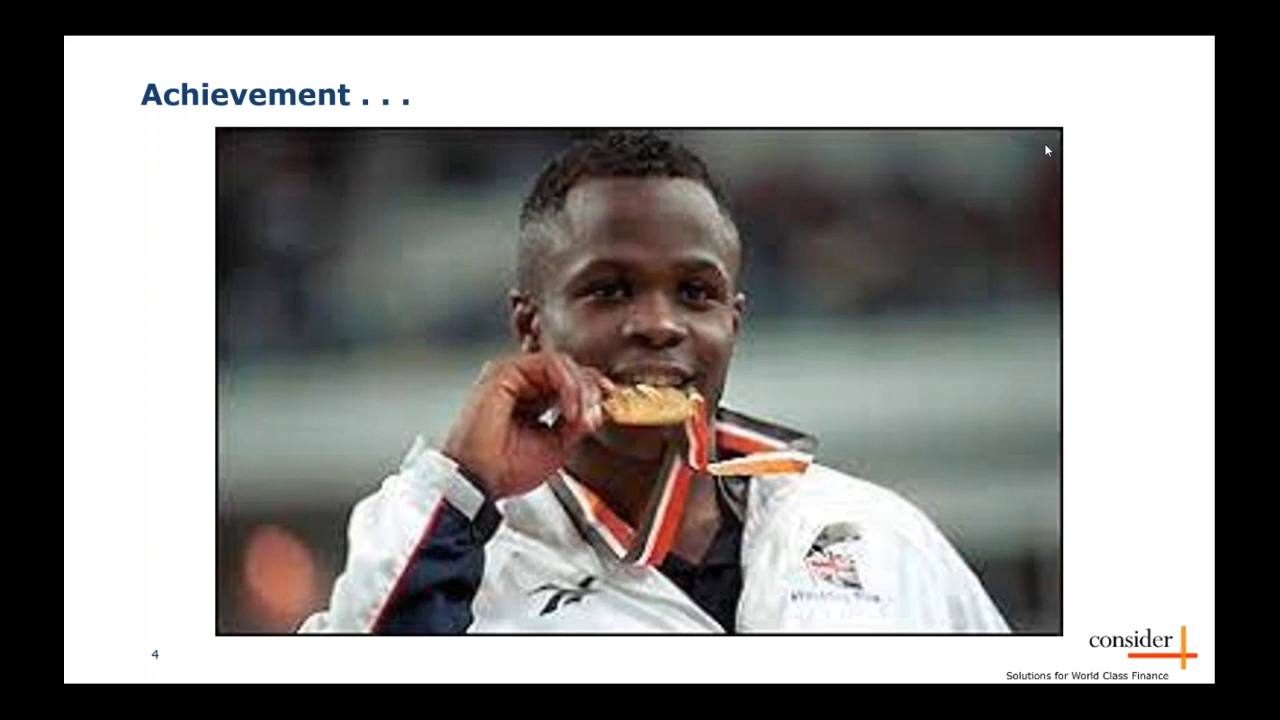 Achievement . . .
4
consider
Solutions for World Class Finance